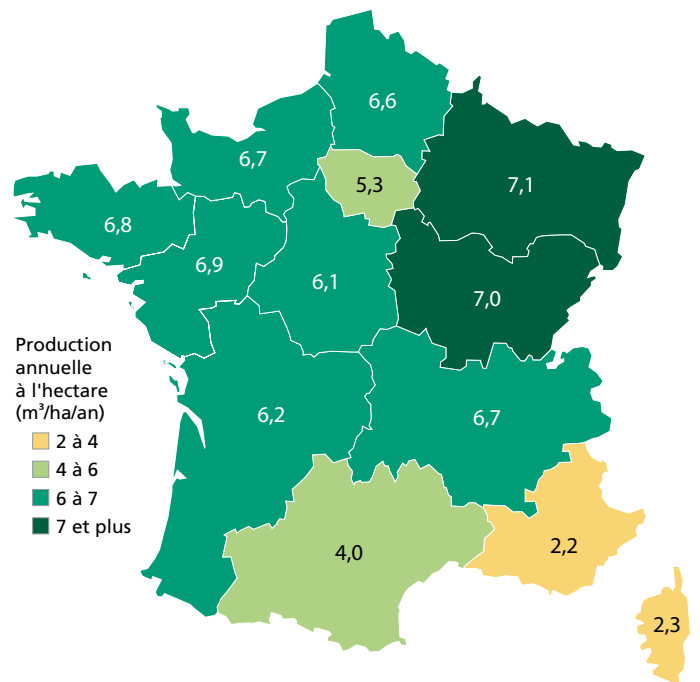 6,6
6,7
5,3
7,1
6,8
6,9
6,1
7,0
Production
annuelle
à l'hectare
(m³/ha/an)
2 à 4
4 à 6
6 à 7
7 et plus
6,2
6,7
4,0
2,2
2,3